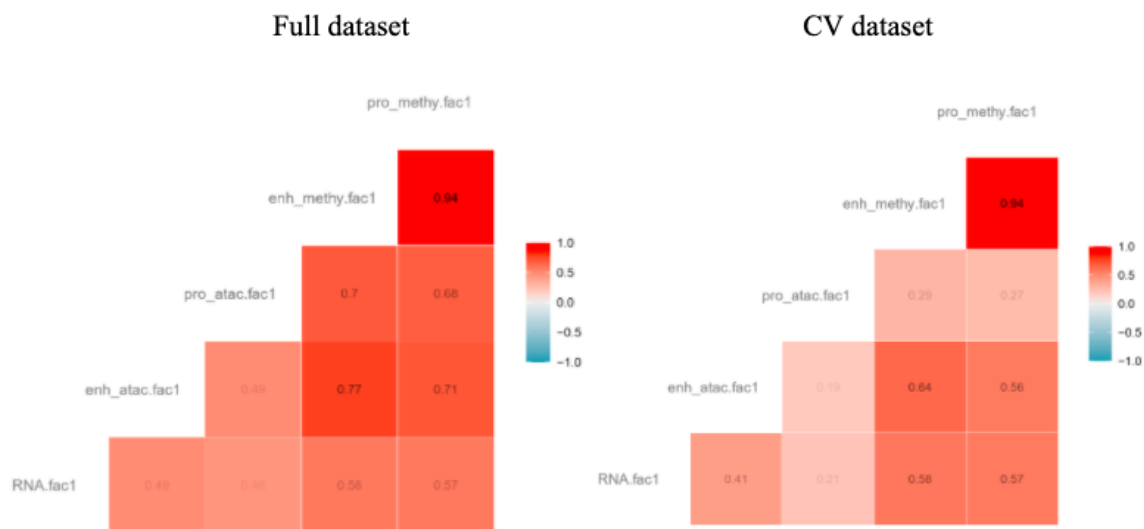 Full dataset
CV dataset
pro_methy.fac1
enh_methy.fac1
0.94
pro_atac.fac1
0.7
0.68
enh_atac.fac1
0.49
0.77
0.71
RNA.fac1
0.49
0.46
0.58
0.57
1.0
0.5
0.0
−0.5
−1.0
pro_methy.fac1
enh_methy.fac1
0.94
pro_atac.fac1
0.29
0.27
enh_atac.fac1
0.19
0.64
0.56
RNA.fac1
0.41
0.21
0.58
0.57
1.0
0.5
0.0
−0.5
−1.0